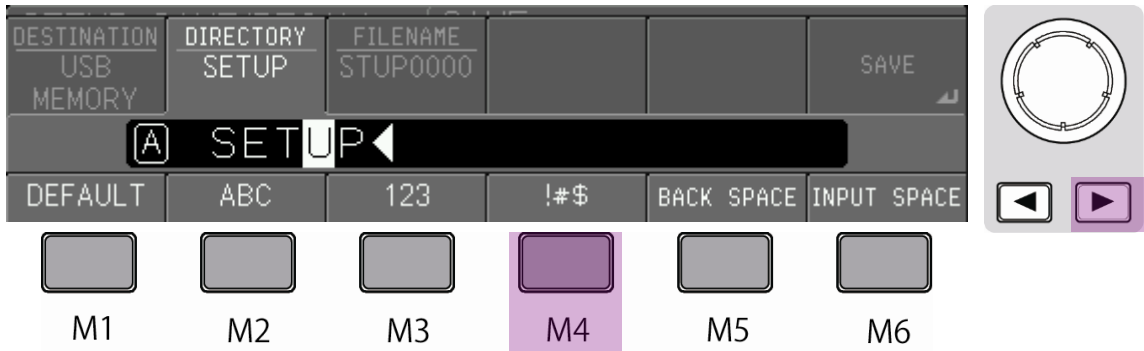 DESTINATION DIRECTORY FILENAME
USB SETUP STUP0000 SAVE
MEMORY
A SETUP
DEFAULT ABC 123 !#$ BACK SPACE INPUT SPACE
M1 M2 M3 M4 M5 M6